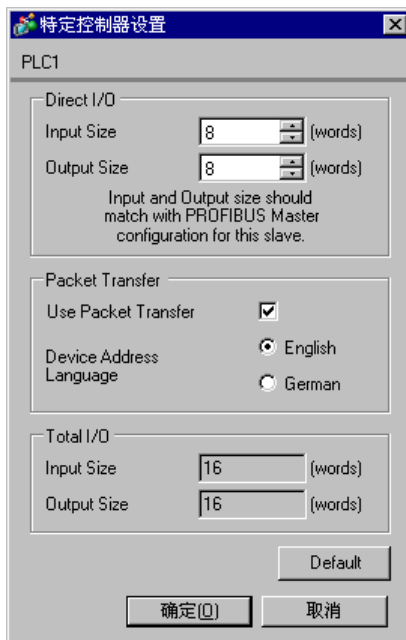 特定控制器设置
PLC1
Direct I/O
Input Size 8 (words)
Output Size 8 (words)
Input and Output size should
match with PROFIBUS Master
configuration for this slave.
Packet Transfer
Use Packet Transfer
Device Address
Language
English
German
Total I/O
Input Size 16 (words)
Output Size 16 (words)
Default
确定(O) 取消